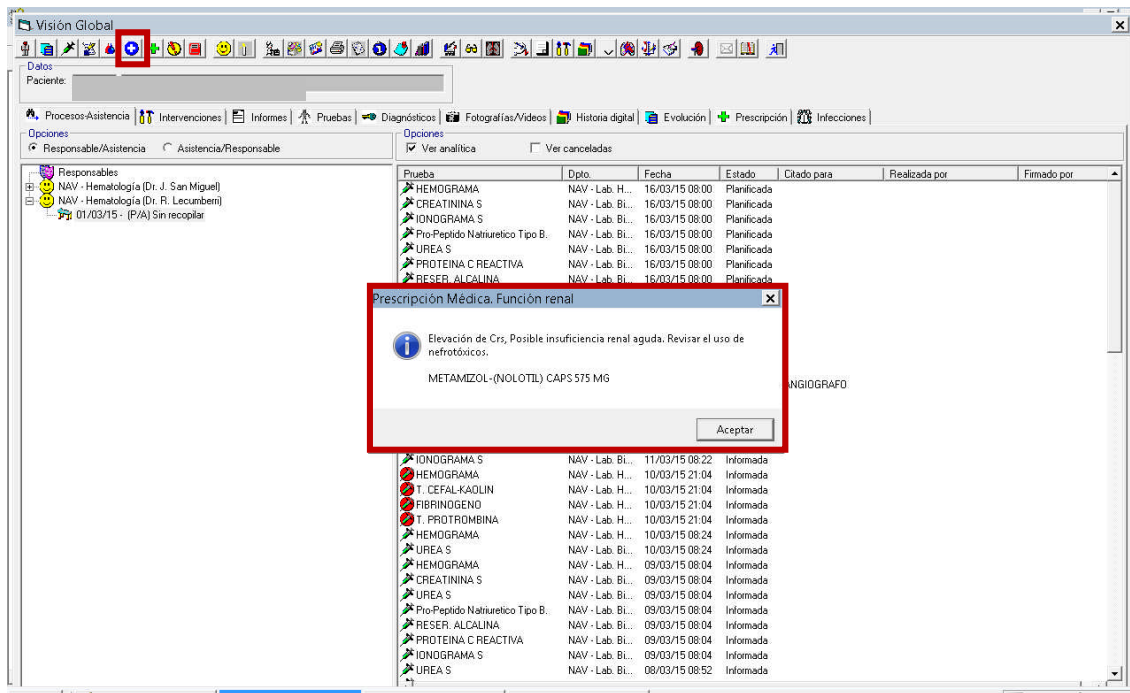 Visión Global
Datos
Paciente:
Procesos-Asistencia Intervenciones Informes Pruebas Diagnósticos Fotografías/Videos Historia digital Evolución Prescripción Infecciones
Opciones
Responsable/Asistencia Asistencia/Responsable
Opciones
Ver analítica Ver canceladas
Responsables
NAV - Hematología (Dr. J. San Miguel)
NAV - Hematología (Dr. R. Lecumberri)
01/03/15 - (P/A) Sin recopilar
Prueba Dpto. Fecha Estado Citado para Realizada por Firmado por
HEMOGRAMA NAV - Lab. H... 16/03/15 08:00 Planificada
CREATININA S NAV - Lab. Bi... 16/03/15 08:00 Planificada
IONOGRAMA S NAV - Lab. Bi... 16/03/15 08:00 Planificada
Pro-Peptido Natriuretico Tipo B. NAV - Lab. Bi... 16/03/15 08:00 Planificada
UREA S NAV - Lab. Bi... 16/03/15 08:00 Planificada
PROTEINA C REACTIVA NAV - Lab. Bi... 16/03/15 08:00 Planificada
RESER. ALCALINA NAV - Lab. Bi... 16/03/15 08:00 Planificada
Prescripción Médica. Función renal
Elevación de Crs, Posible insuficiencia renal aguda. Revisar el uso de
nefrotóxicos.
METAMIZOL-(NOLOTIL) CAPS 575 MG
ANGIOGRAFO
Aceptar
IONOGRAMA S NAV - Lab. Bi... 11/03/15 08:22 Informada
HEMOGRAMA NAV - Lab. H... 10/03/15 21:04 Informada
T. CEFAL-KAOLIN NAV - Lab. H... 10/03/15 21:04 Informada
FIBRINOGENO NAV - Lab. H... 10/03/15 21:04 Informada
T. PROTROMBINA NAV - Lab. H... 10/03/15 21:04 Informada
HEMOGRAMA NAV - Lab. H... 10/03/15 08:24 Informada
UREA S NAV - Lab. Bi... 10/03/15 08:24 Informada
HEMOGRAMA NAV - Lab. H... 09/03/15 08:04 Informada
CREATININA S NAV - Lab. Bi... 09/03/15 08:04 Informada
UREA S NAV - Lab. Bi... 09/03/15 08:04 Informada
Pro-Peptido Natriuretico Tipo B. NAV - Lab. Bi... 09/03/15 08:04 Informada
RESER. ALCALINA NAV - Lab. Bi... 09/03/15 08:04 Informada
PROTEINA C REACTIVA NAV - Lab. Bi... 09/03/15 08:04 Informada
IONOGRAMA S NAV - Lab. Bi... 09/03/15 08:04 Informada
UREA S NAV - Lab. Bi... 08/03/15 08:52 Informada